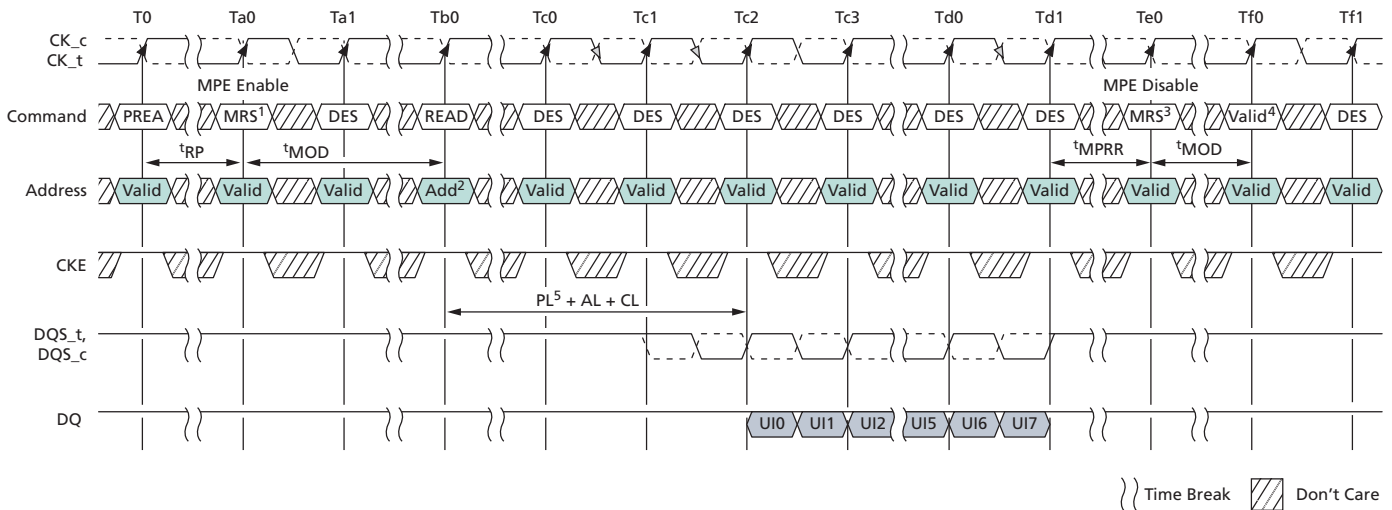 T0 Ta0 Ta1 Tb0 Tc0 Tc1 Tc2 Tc3 Td0 Td1 Te0 Tf0 Tf1
CK_c
CK_t
MPE Enable MPE Disable
Command PREA MRS¹ DES READ DES DES DES DES DES DES MRS³ Valid⁴ DES
tRP tMOD tMPRR tMOD
Address Valid Valid Valid Add² Valid Valid Valid Valid Valid Valid Valid Valid Valid
CKE
PL⁵ + AL + CL
DQS_t,
DQS_c
DQ UI0 UI1 UI2 UI5 UI6 UI7
Time Break Don't Care